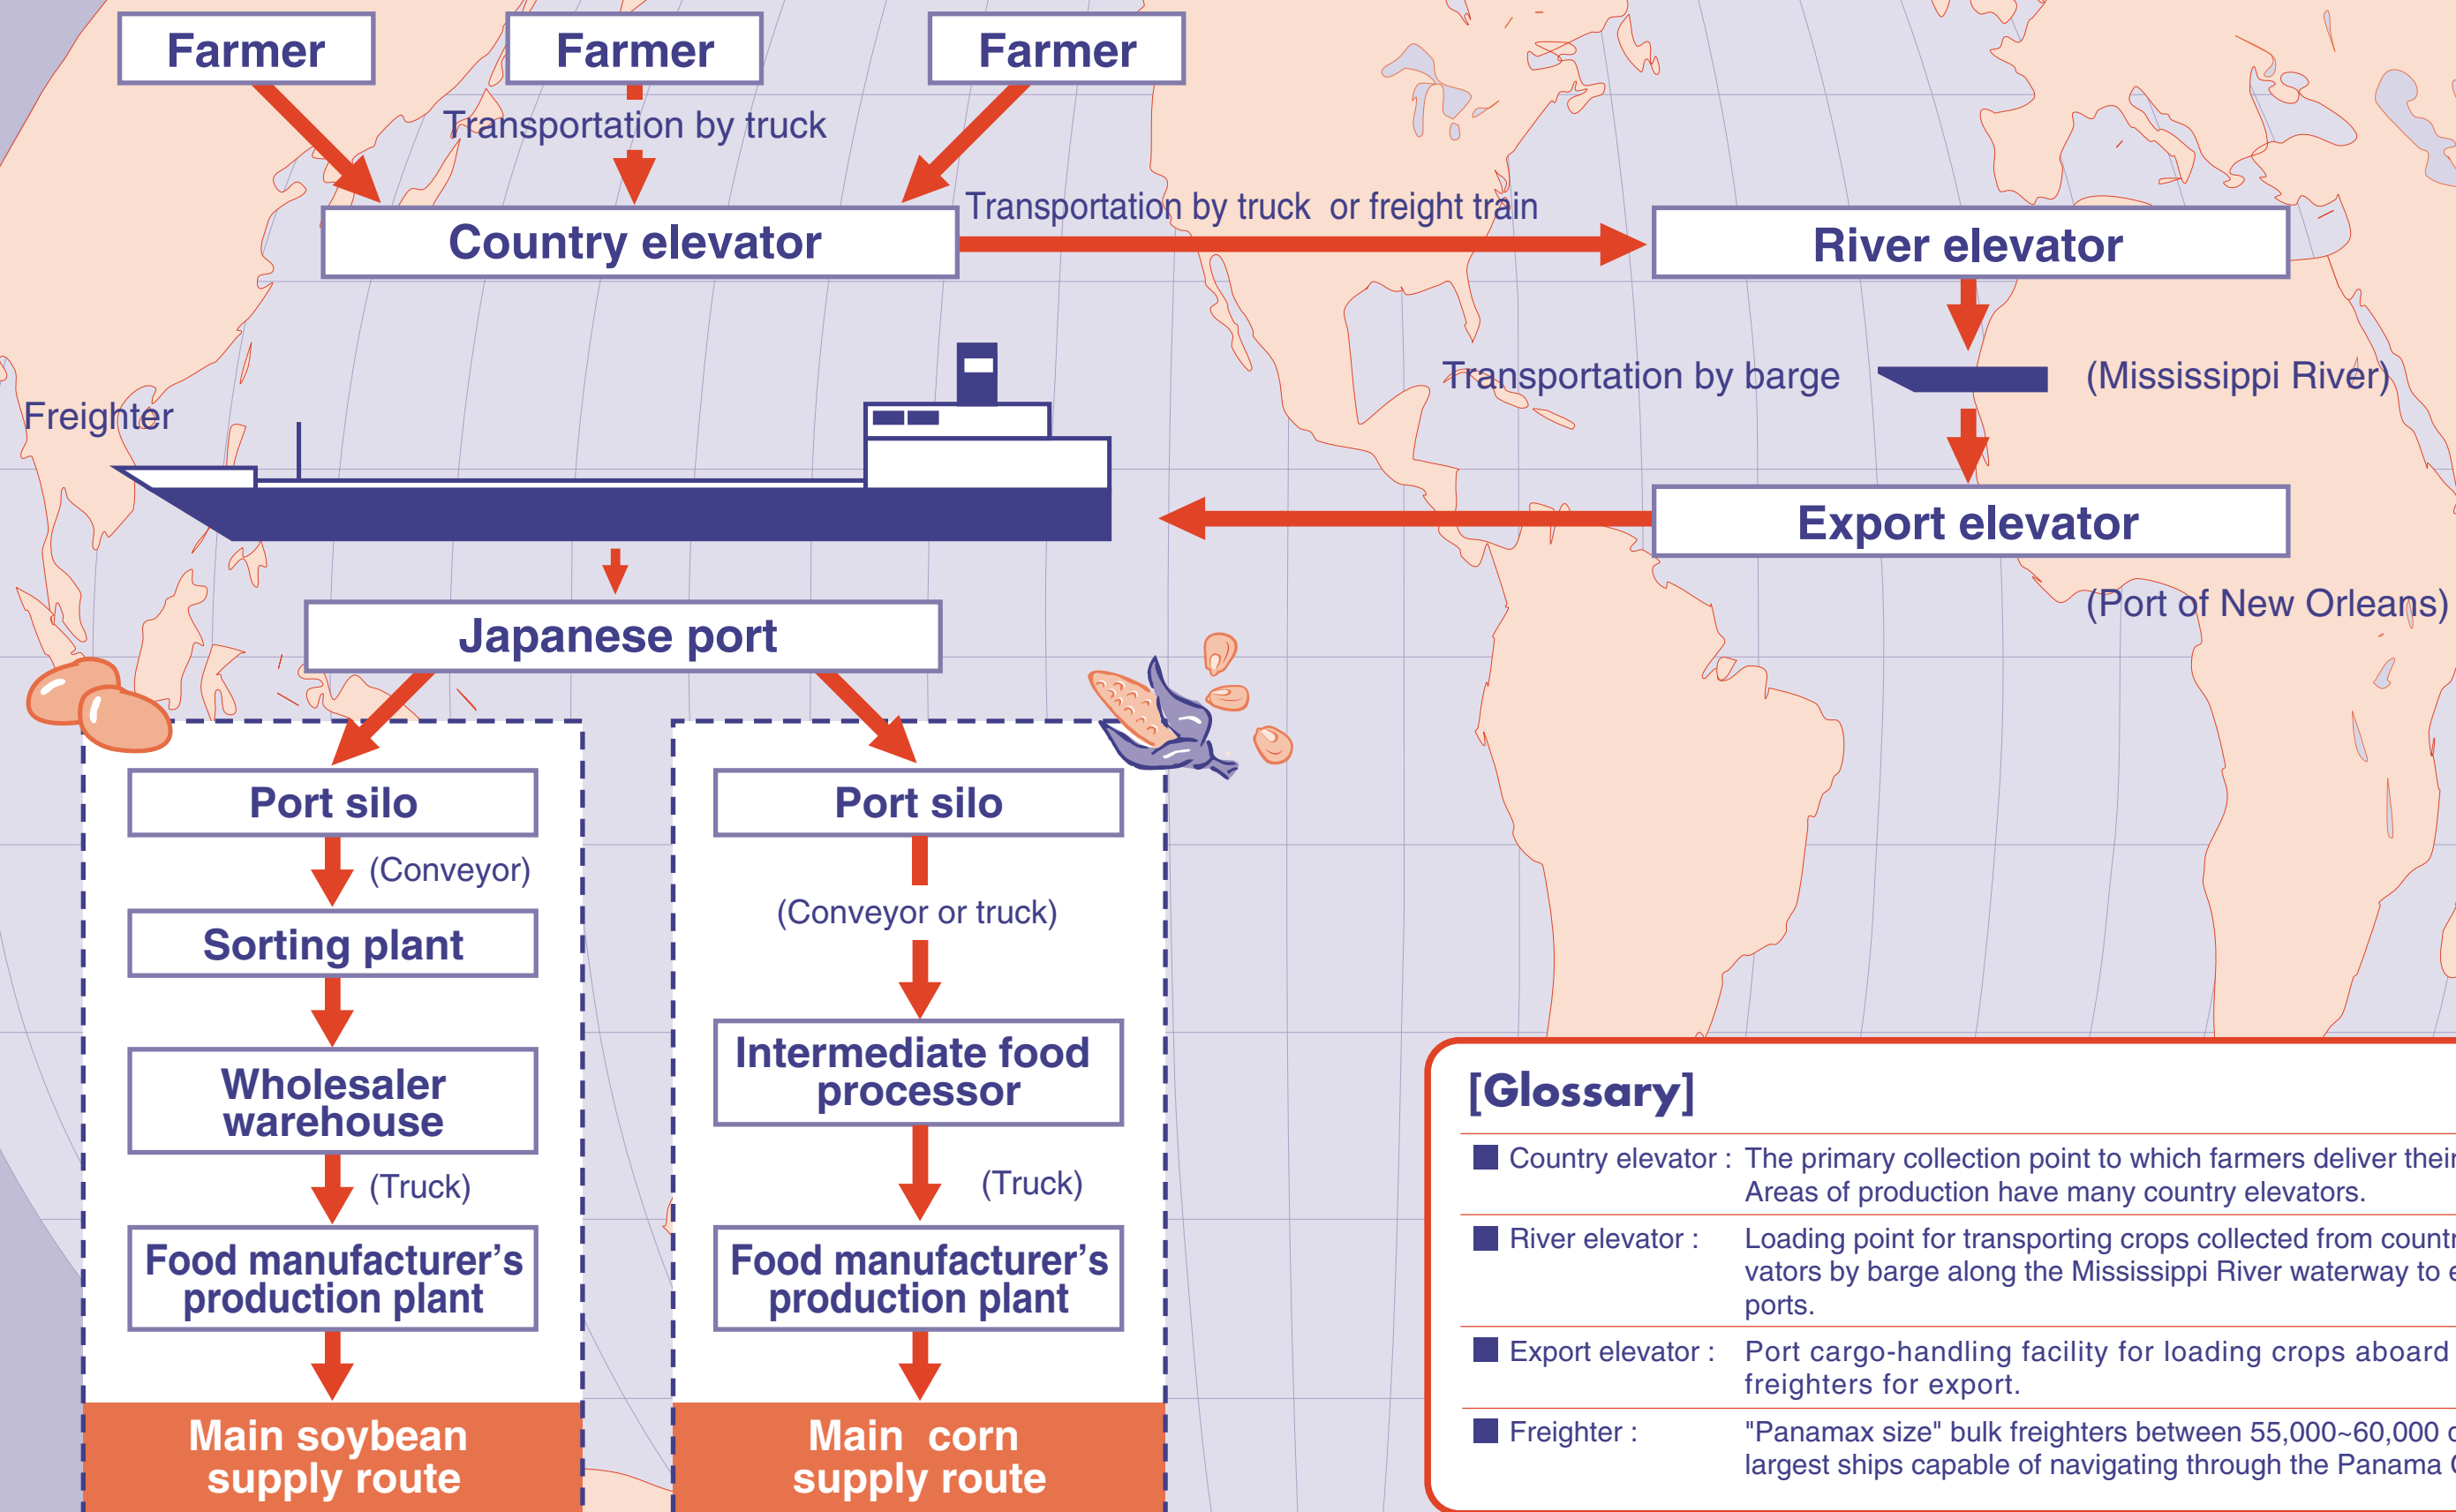 Farmer
Farmer
Farmer
Transportation by truck
Transportation by truck or freight train
Country elevator
River elevator
Transportation by barge
(Mississippi River)
Freighter
Export elevator
(Port of New Orleans)
Japanese port
Port silo
(Conveyor)
Sorting plant
Wholesaler
warehouse
(Truck)
Food manufacturer's
production plant
Main soybean
supply route
Port silo
(Conveyor or truck)
Intermediate food
processor
(Truck)
Food manufacturer's
production plant
Main corn
supply route
[Glossary]
Country elevator : The primary collection point to which farmers deliver their
Areas of production have many country elevators.
River elevator : Loading point for transporting crops collected from
vators by barge along the Mississippi River waterway to
ports.
Export elevator : Port cargo-handling facility for loading crops aboard
freighters for export.
Freighter : "Panamax size" bulk freighters between 55,000~60,000
largest ships capable of navigating through the Panama